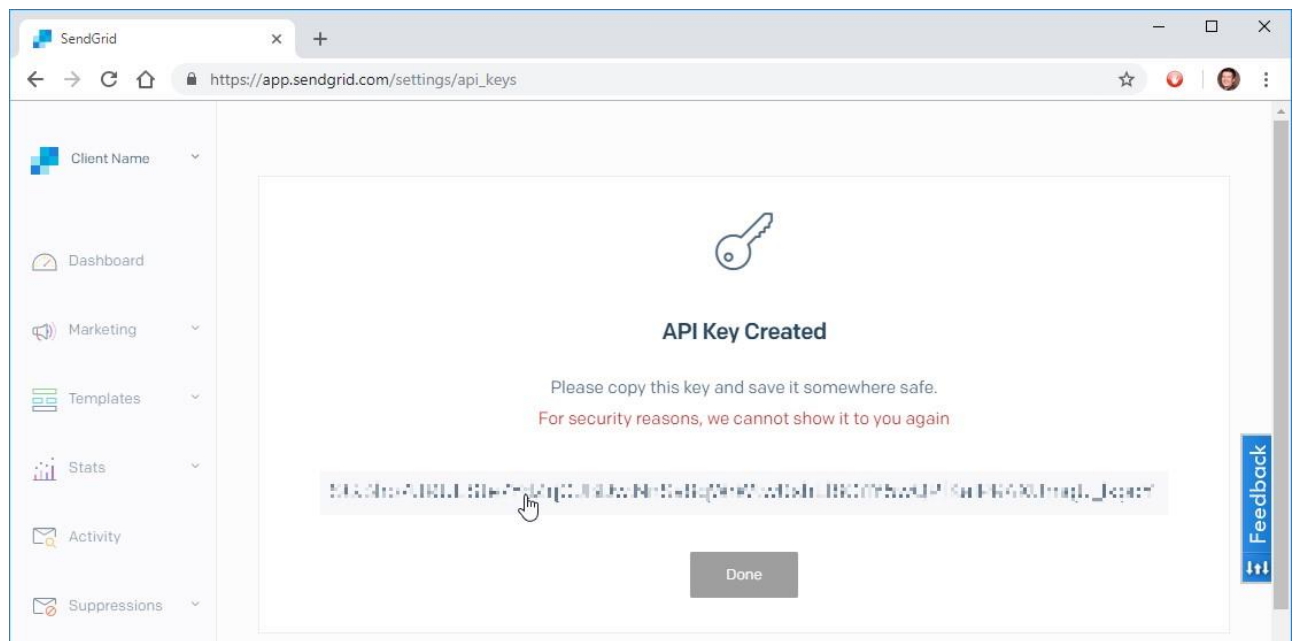 SendGrid
https://app.sendgrid.com/settings/api_keys
Client Name
Dashboard
Marketing
Templates
Stats
Activity
Suppressions
API Key Created
Please copy this key and save it somewhere safe.
For security reasons, we cannot show it to you again
Done
Feedback